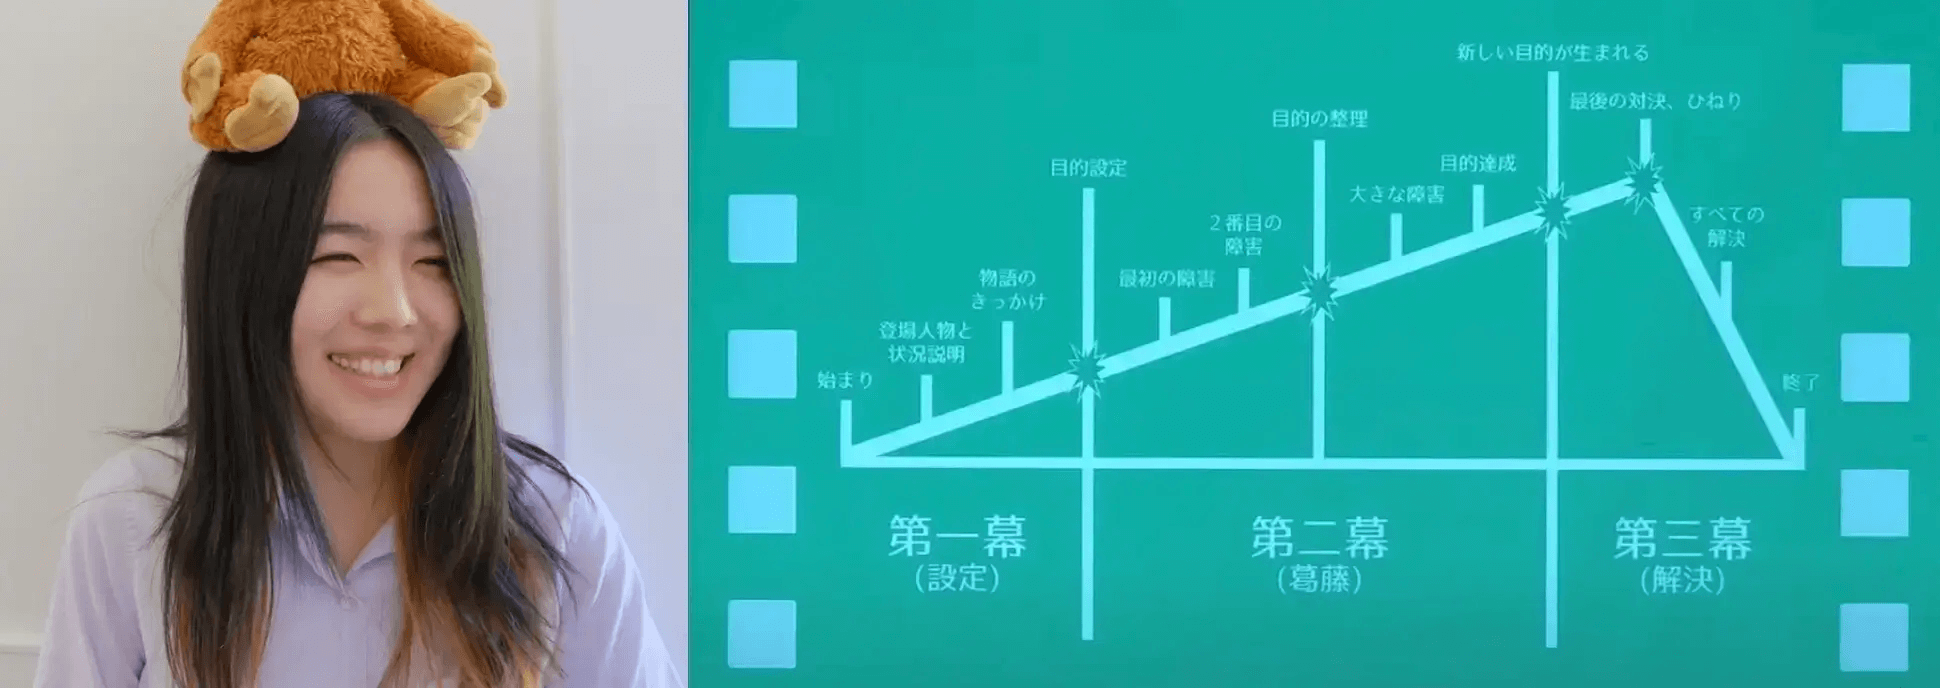 新しい目的が生まれる
最後の対決、ひねり
目的の整理
目的設定
目的達成
大きな障害
２番目の
障害
すべての
解決
物語の
きっかけ
最初の障害
登場人物と
状況説明
始まり
終了
第一幕
(設定)
第二幕
(葛藤)
第三幕
(解決)